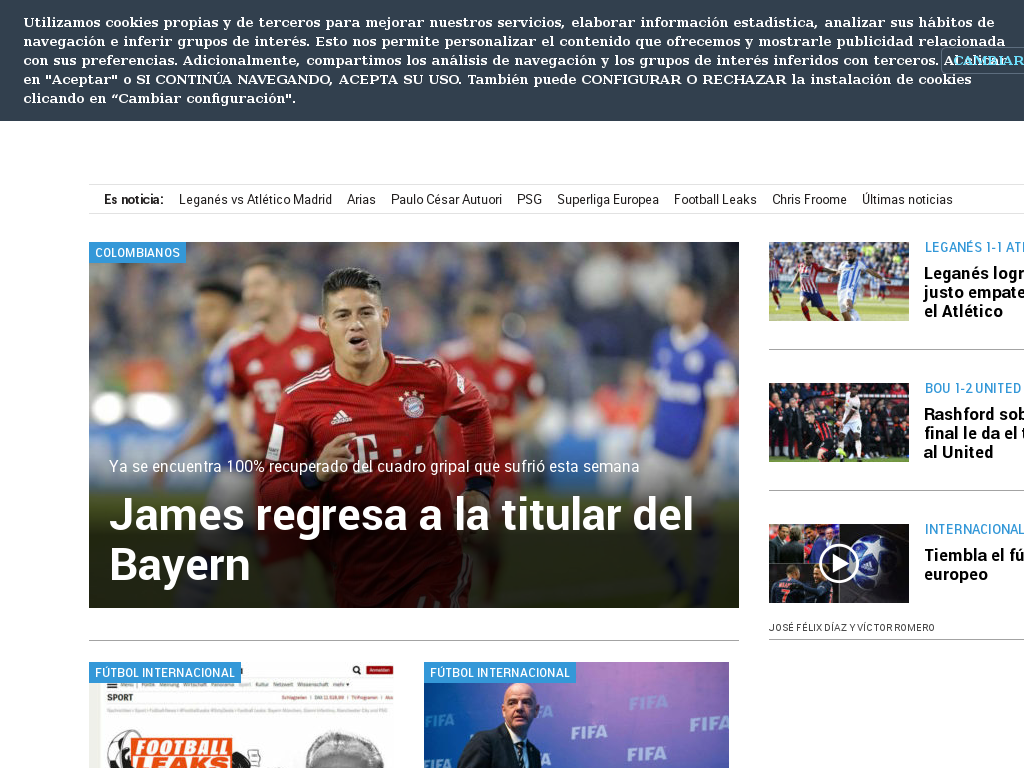 Utilizamos cookies propias y de terceros para mejorar nuestros servicios, elaborar información estadística, analizar sus hábitos de
navegación e inferir grupos de interés. Esto nos permite personalizar el contenido que ofrecemos y mostrarle publicidad relacionada
con sus preferencias. Adicionalmente, compartimos los análisis de navegación y los grupos de interés inferidos con terceros. Al clicar
CAMBIAR
en "Aceptar" o SI CONTINÚA NAVEGANDO, ACEPTA SU USO. También puede CONFIGURAR O RECHAZAR la instalación de cookies
clicando en “Cambiar configuración".
Es noticia: Leganés vs Atlético Madrid Arias Paulo César Autuori PSG Superliga Europea Football Leaks Chris Froome Últimas noticias
COLOMBIANOS
Ya se encuentra 100% recuperado del cuadro gripal que sufrió esta semana
James regresa a la titular del
Bayern
LEGANÉS 1-1
Leganés
justo empate
el Atlético
BOU 1-2 UNITED
Rashford
final le da el
al United
INTERNACIONAL
Tiembla el
europeo
JOSÉ FÉLIX DÍAZ Y VÍCTOR ROMERO
FÚTBOL INTERNACIONAL
SPORT
FOOTBALL
LEAKS
FÚTBOL INTERNACIONAL
FIFA
FIFA
FIFA
FIFA
FIFA